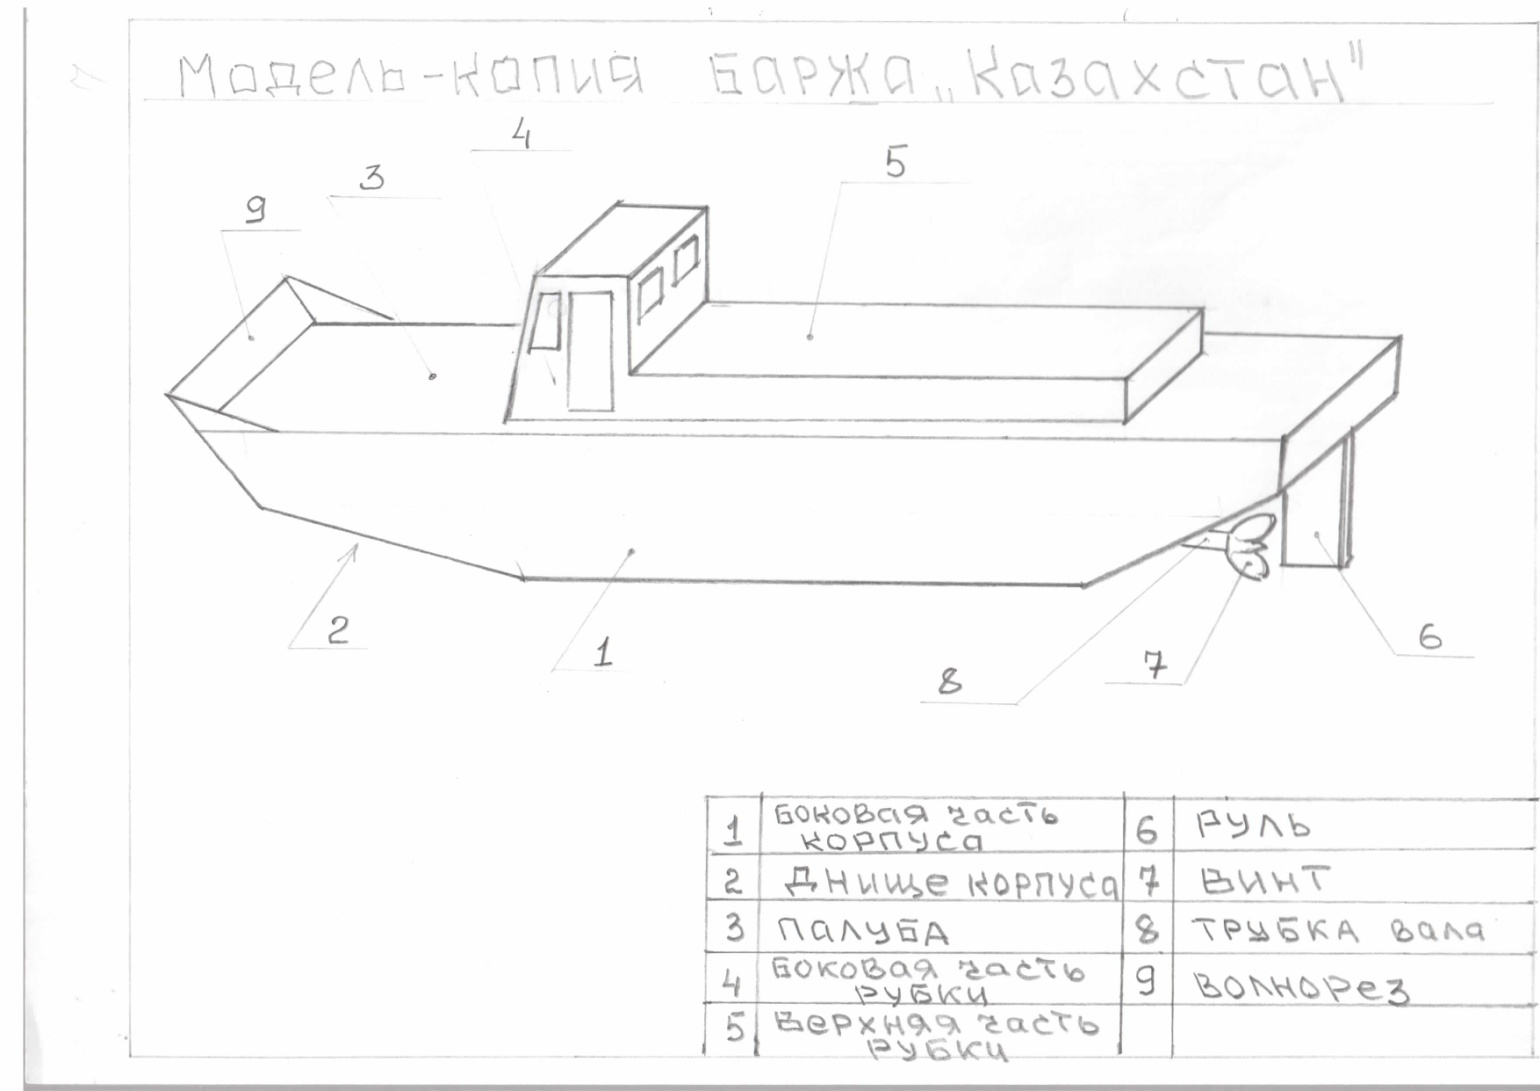 Модель-копия Баржа „Казахстан"
4
3
5
9
2
1
8
7
6
1 Боковая часть корпуса 6 Руль
2 Днище корпуса 7 Винт
3 Палуба 8 Трубка вала
4 Боковая часть рубки 9 Волнорез
5 Верхняя часть рубки